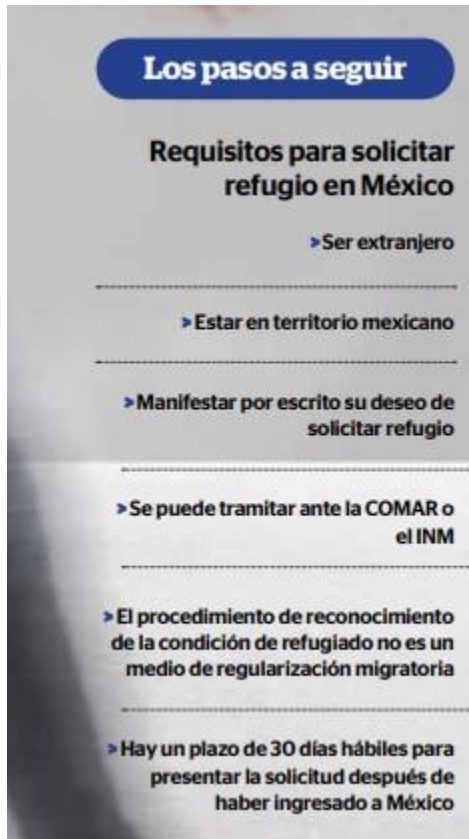 Los pasos a seguir
Requisitos para solicitar
refugio en México
>Ser extranjero
>Estar en territorio mexicano
>Manifestar por escrito su deseo de
solicitar refugio
>Se puede tramitar ante la COMAR o
el INM
>El procedimiento de reconocimiento
de la condición de refugiado no es un
medio de regularización migratoria
>Hay un plazo de 30 días hábiles para
presentar la solicitud después de
haber ingresado a México